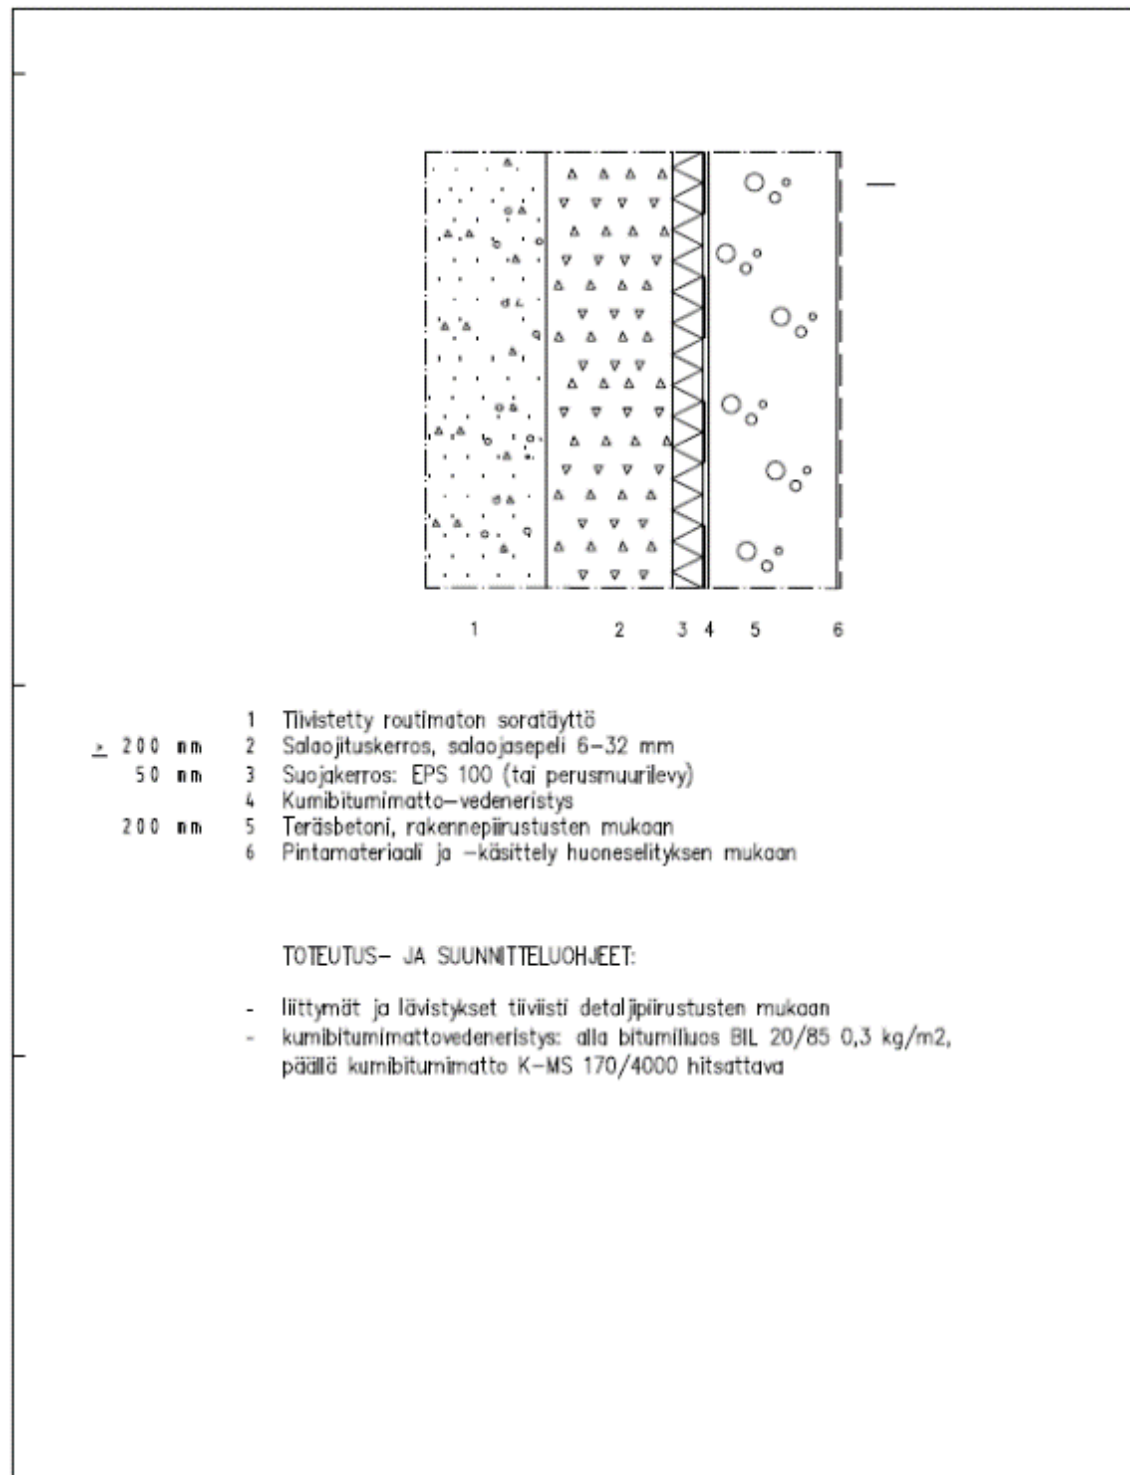 1 2 3 4 5 6
1 Tiivistetty routimaton soratäyttö
≥ 200 mm 2 Salaojituskerros, salaojasepeli 6-32 mm
50 mm 3 Suojakerros: EPS 100 (tai perusmuurilevy)
4 Kumibitumimatto-vedeneristys
200 mm 5 Teräsbetoni, rakennepiirustusten mukaan
6 Pintamateriaali ja -käsittely huoneselityksen mukaan
TOTEUTUS- JA SUUNNITTELUOHJEET:
- liittymät ja lävistykset tiiviisti detaljipiirustusten mukaan
- kumibitumimattovedeneristys: alla bitumiliuos BIL 20/85 0,3 kg/m2,
päällä kumibitumimatto K-MS 170/4000 hitsattava